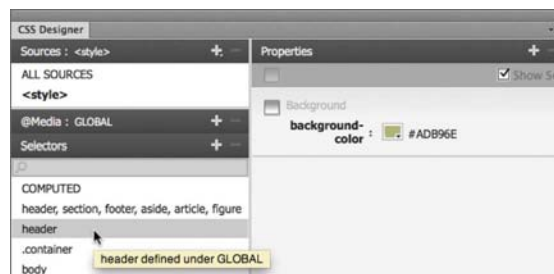 CSS Designer
Sources : <style>
ALL SOURCES
<style>
@Media : GLOBAL
Selectors
COMPUTED
header, section, footer, aside, article, figure
header
.container
body
header defined under GLOBAL
Properties
Show
Background
background-
color : #ADB96E